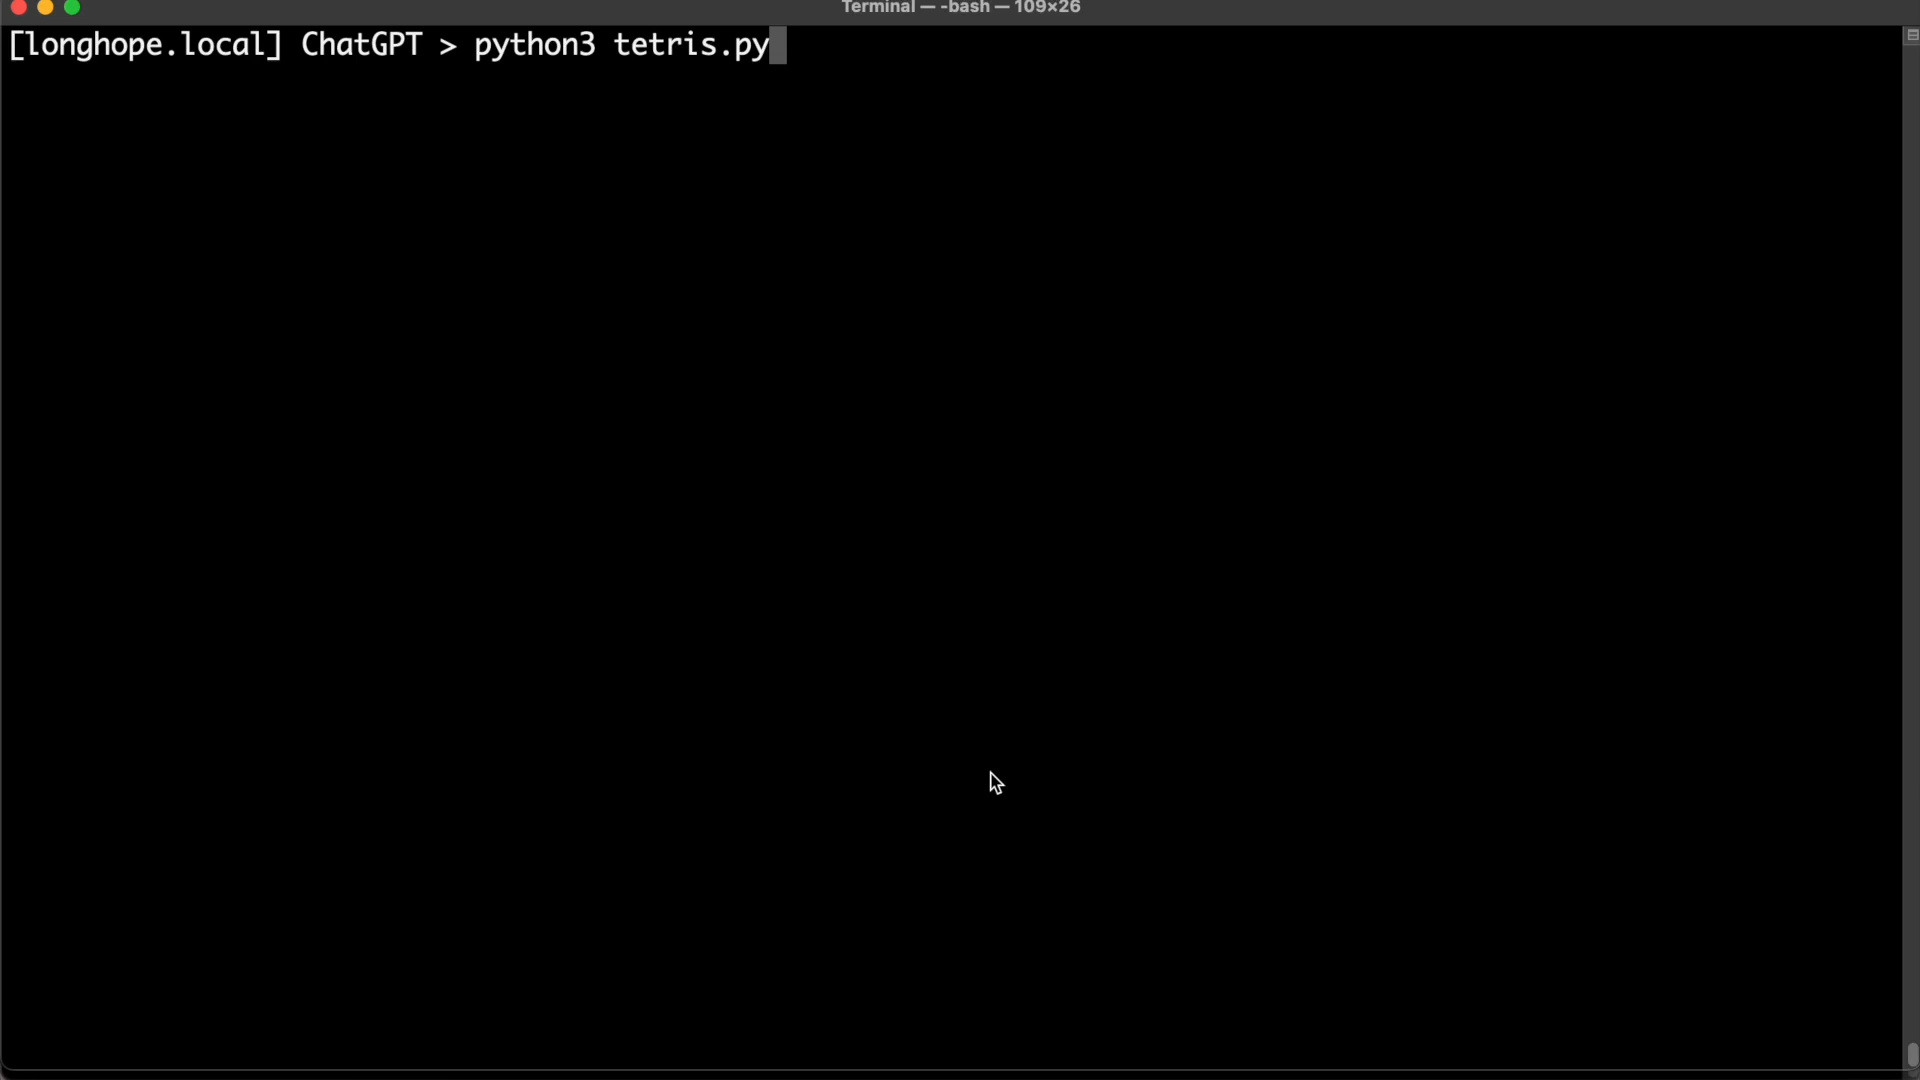 Terminal — -bash — 109×26
[longhope.local] ChatGPT > python3 tetris.py